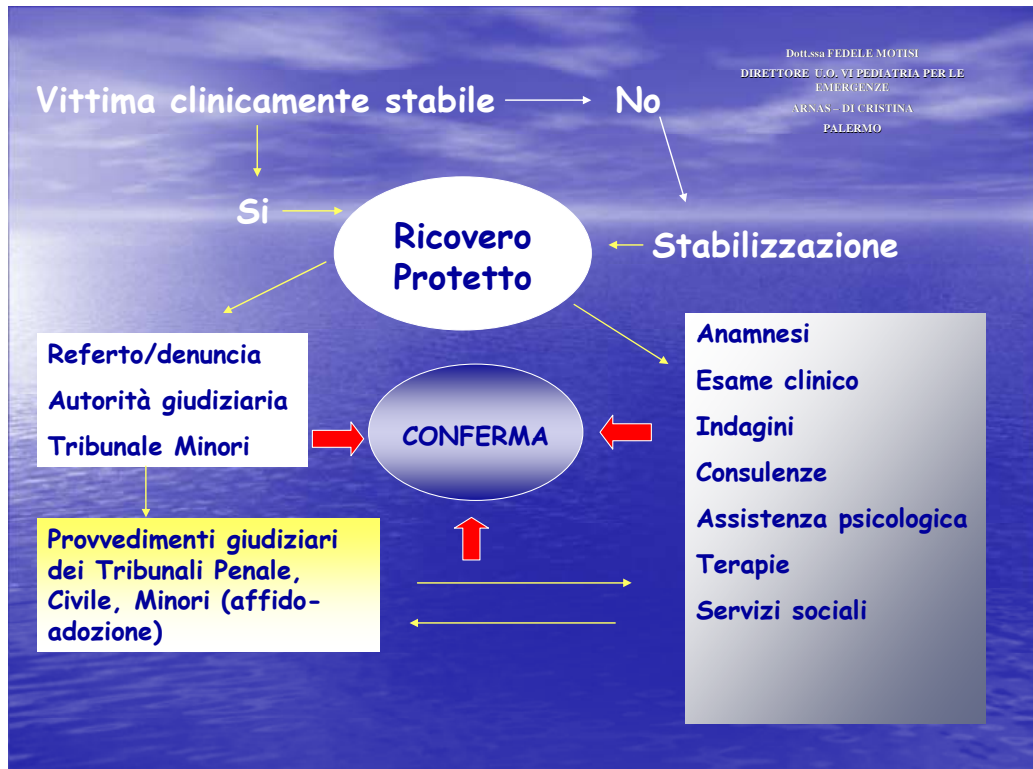 Dott.ssa FEDELE MOTISI
DIRETTORE U.O. VI PEDIATRIA PER LE
EMERGENZE
ARNAS – DI CRISTINA
PALERMO
Vittima clinicamente stabile
No
Si
Ricovero
Protetto
Stabilizzazione
Referto/denuncia
Autorità giudiziaria
Tribunale Minori
CONFERMA
Anamnesi
Esame clinico
Indagini
Consulenze
Assistenza psicologica
Terapie
Servizi sociali
Provvedimenti giudiziari
dei Tribunali Penale,
Civile, Minori (affido-
adozione)